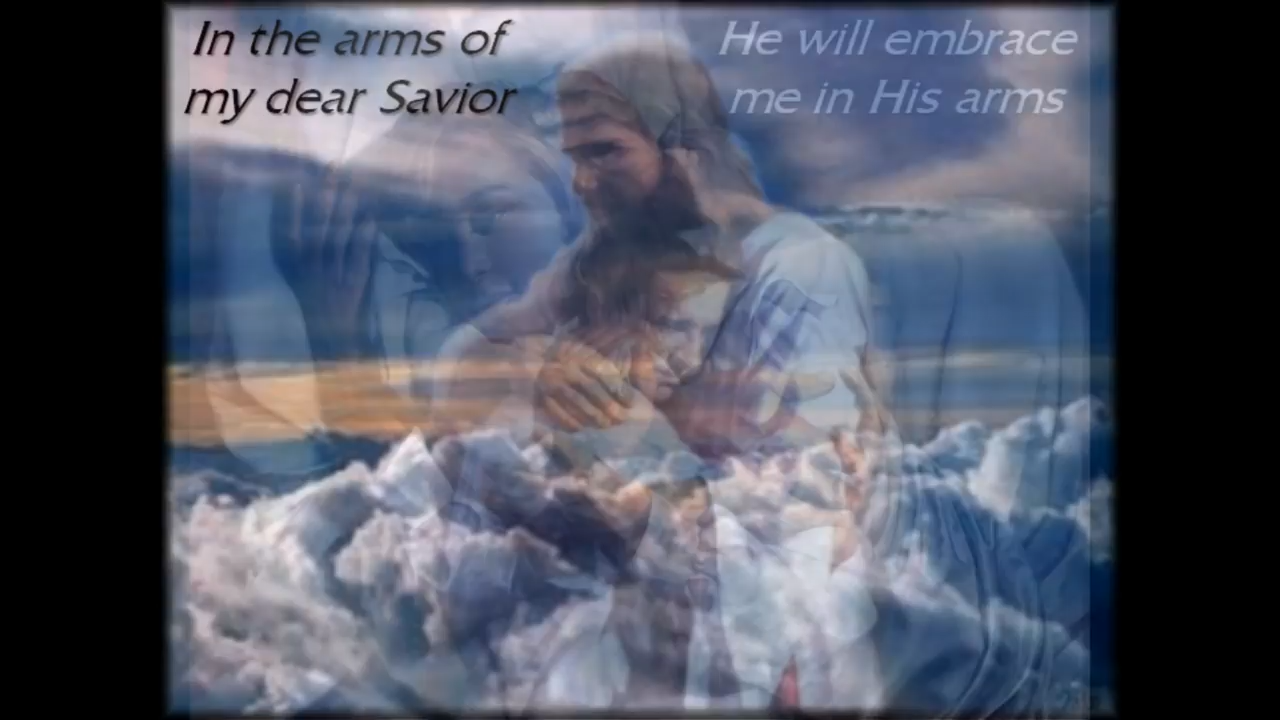 In the arms of
my dear Savior
He will embrace
me in His arms